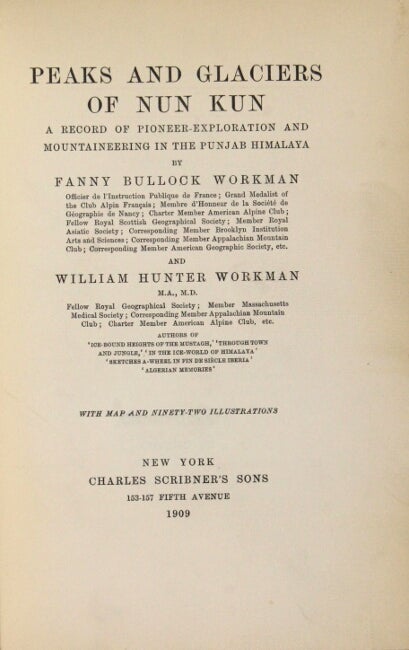 PEAKS AND GLACIERS
OF NUN KUN
A RECORD OF PIONEER-EXPLORATION AND
MOUNTAINEERING IN THE PUNJAB HIMALAYA
BY
FANNY BULLOCK WORKMAN
Officier de l'Instruction Publique de France; Grand Medalist of
the Club Alpin Français; Membre d'Honneur de la Société de
Géographie de Nancy; Charter Member American Alpine Club;
Fellow Royal Scottish Geographical Society; Member Royal
Asiatic Society; Corresponding Member Brooklyn Institution
Arts and Sciences; Corresponding Member Appalachian Mountain
Club; Corresponding Member American Geographic Society, etc.
AND
WILLIAM HUNTER WORKMAN
M.A., M.D.
Fellow Royal Geographical Society; Member Massachusetts
Medical Society; Corresponding Member Appalachian Mountain
Club; Charter Member American Alpine Club, etc.
AUTHORS OF
'ICE-BOUND HEIGHTS OF THE MUSTAGH,' 'THROUGH TOWN
AND JUNGLE,' 'IN THE ICE-WORLD OF HIMALAYA'
'SKETCHES A-WHEEL IN FIN DE SIÈCLE IBERIA'
'ALGERIAN MEMORIES'
WITH MAP AND NINETY-TWO ILLUSTRATIONS
NEW YORK
CHARLES SCRIBNER'S SONS
153-157 FIFTH AVENUE
1909